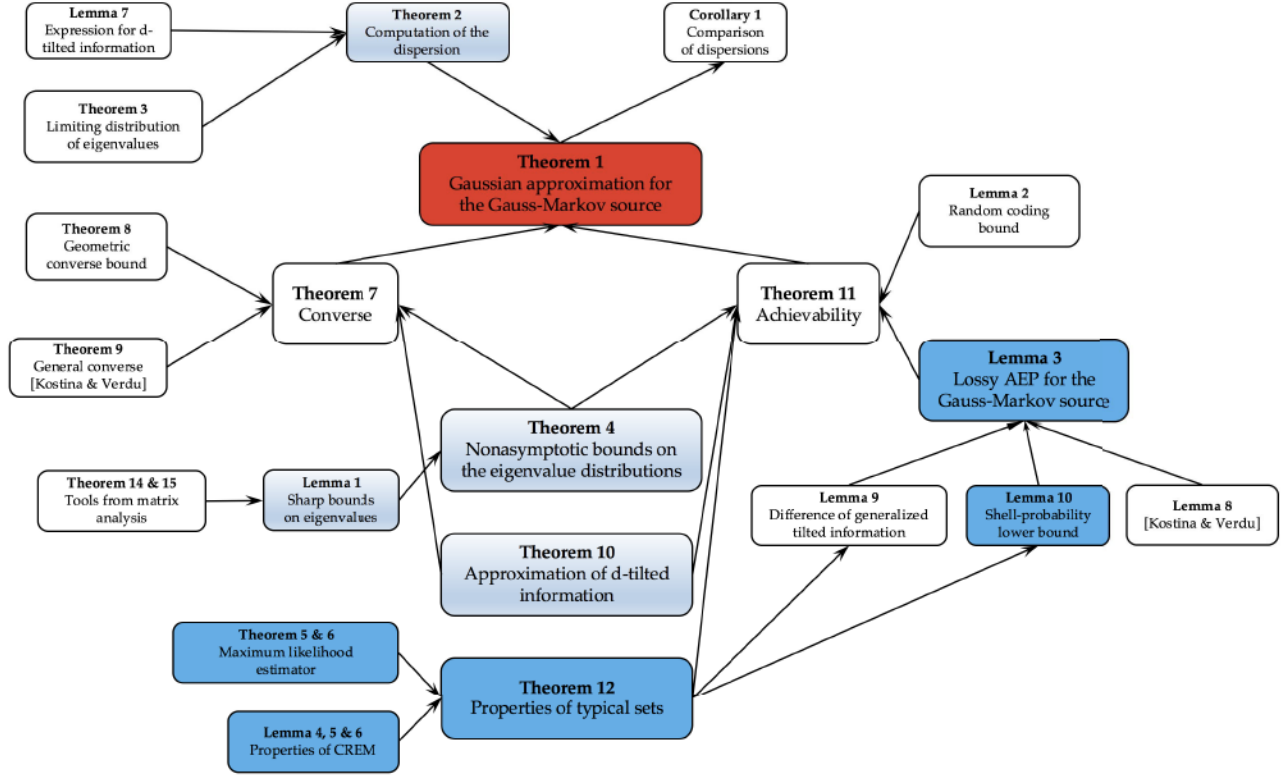 Lemma 7
Expression for d-
tilted information
Theorem 2
Computation of the
dispersion
Corollary 1
Comparison
of dispersions
Theorem 3
Limiting distribution
of eigenvalues
Theorem 1
Gaussian approximation for
the Gauss-Markov source
Lemma 2
Random coding
bound
Theorem 8
Geometric
converse bound
Theorem 7
Converse
Theorem 11
Achievability
Theorem 9
General converse
[Kostina & Verdu]
Lemma 3
Lossy AEP for the
Gauss-Markov source
Theorem 4
Nonasymptotic bounds on
the eigenvalue distributions
Theorem 14 & 15
Tools from matrix
analysis
Lemma 1
Sharp bounds
on eigenvalues
Lemma 9
Difference of generalized
tilted information
Lemma 10
Shell-probability
lower bound
Lemma 8
[Kostina & Verdu]
Theorem 10
Approximation of d-tilted
information
Theorem 5 & 6
Maximum likelihood
estimator
Theorem 12
Properties of typical sets
Lemma 4, 5 & 6
Properties of CREM